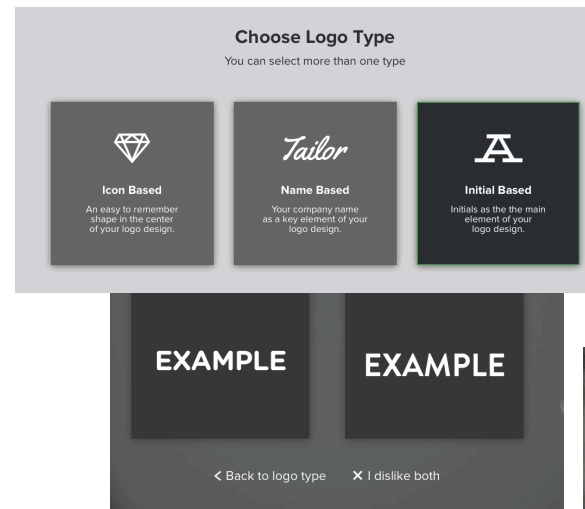 Choose Logo Type
You can select more than one type
Icon Based
An easy to remember
shape in the center
of your logo design.
Tailor
Name Based
Your company name
as a key element of your
logo design.
A
Initial Based
Initials as the the main
element of your
logo design.
EXAMPLE
EXAMPLE
< Back to logo type
✕ I dislike both